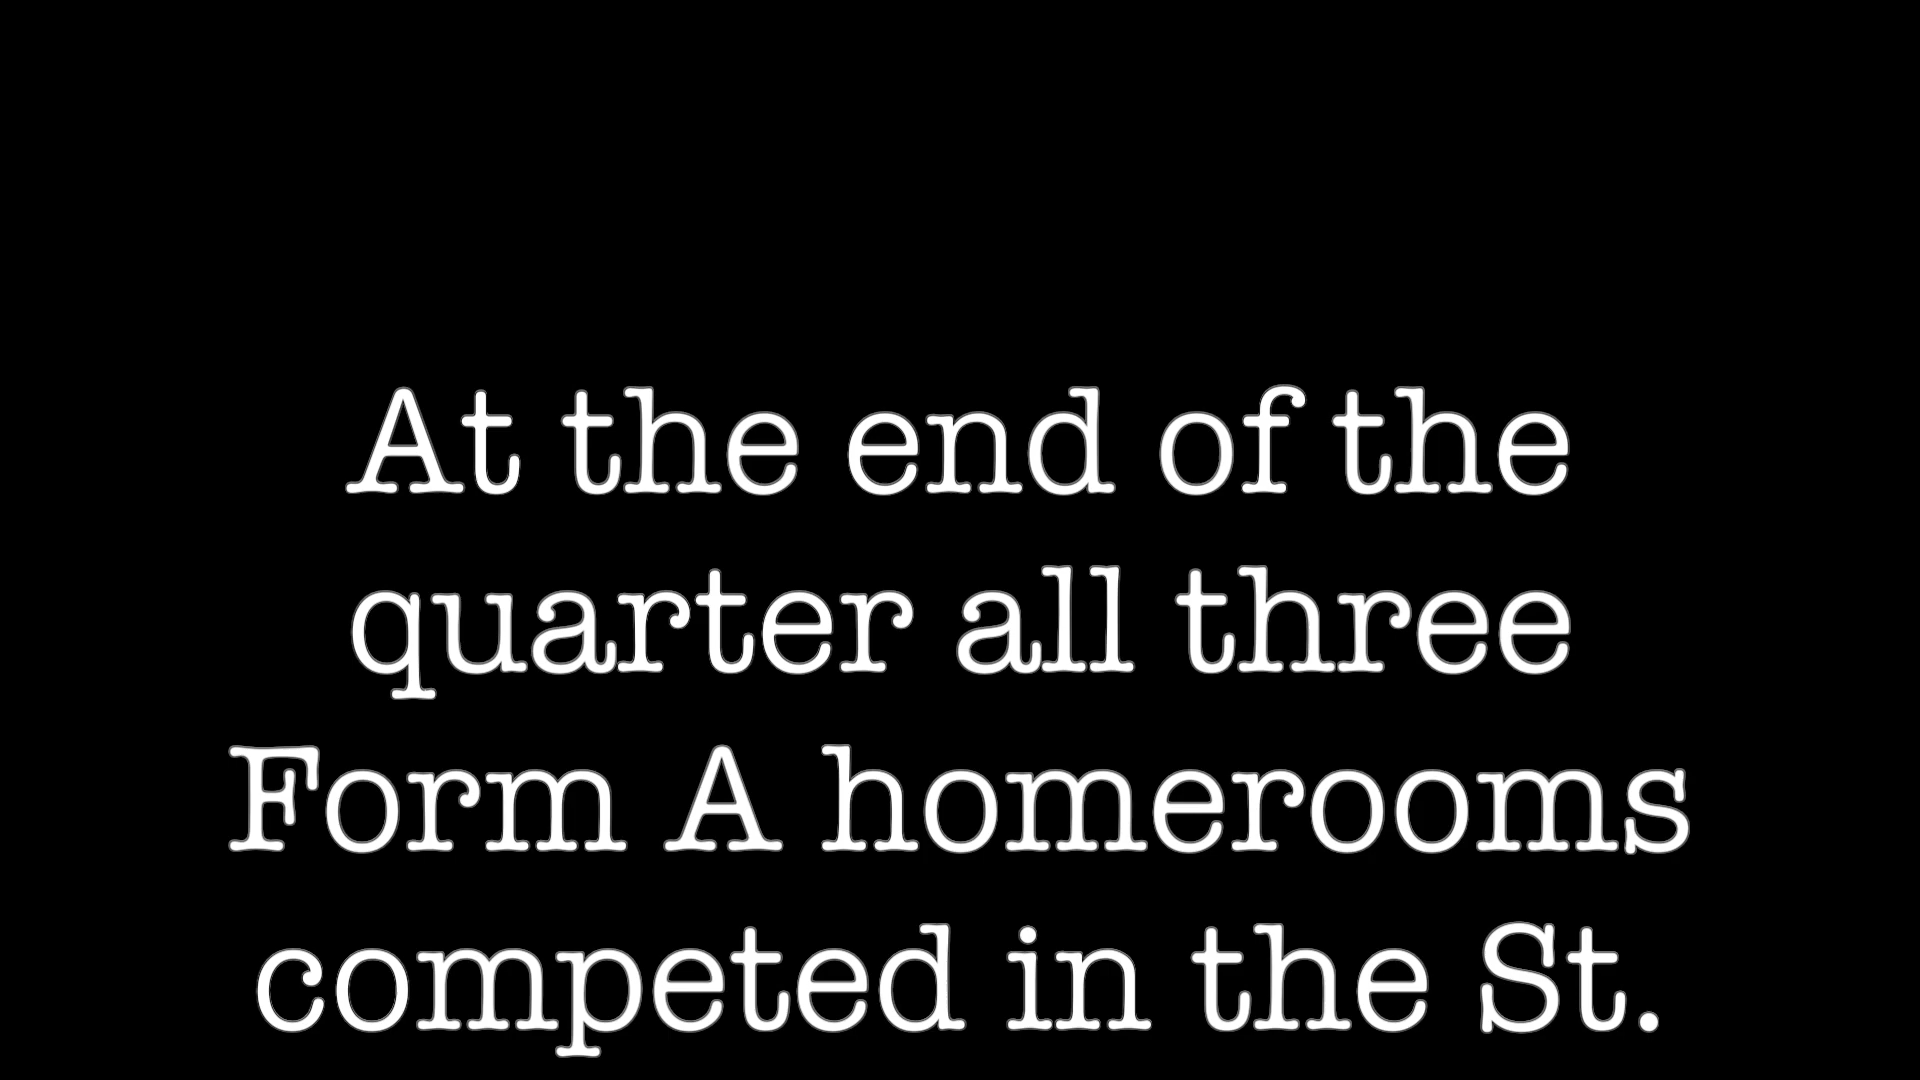 At the end of the
quarter all three
Form A homerooms
competed in the St.